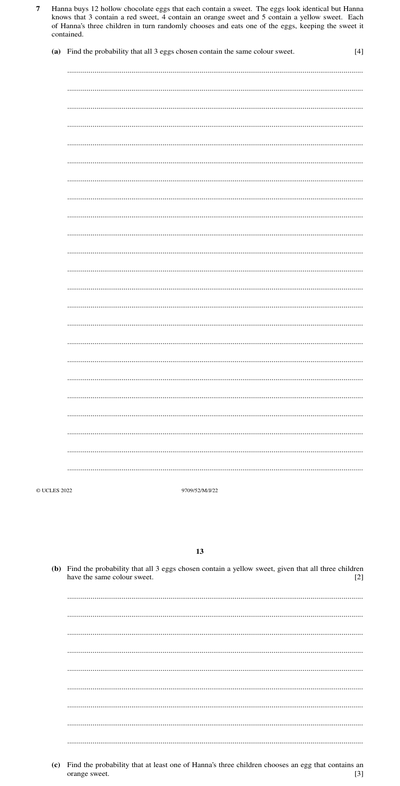 7 Hanna buys 12 hollow chocolate eggs that each contain a sweet. The eggs look identical but Hanna
knows that 3 contain a red sweet, 4 contain an orange sweet and 5 contain a yellow sweet. Each
of Hanna's three children in turn randomly chooses and eats one of the eggs, keeping the sweet it
contained.
(a) Find the probability that all 3 eggs chosen contain the same colour sweet. [4]
© UCLES 2022 9709/52/M/J/22
13
(b) Find the probability that all 3 eggs chosen contain a yellow sweet, given that all three children
have the same colour sweet. [2]
(c) Find the probability that at least one of Hanna's three children chooses an egg that contains an
orange sweet. [3]